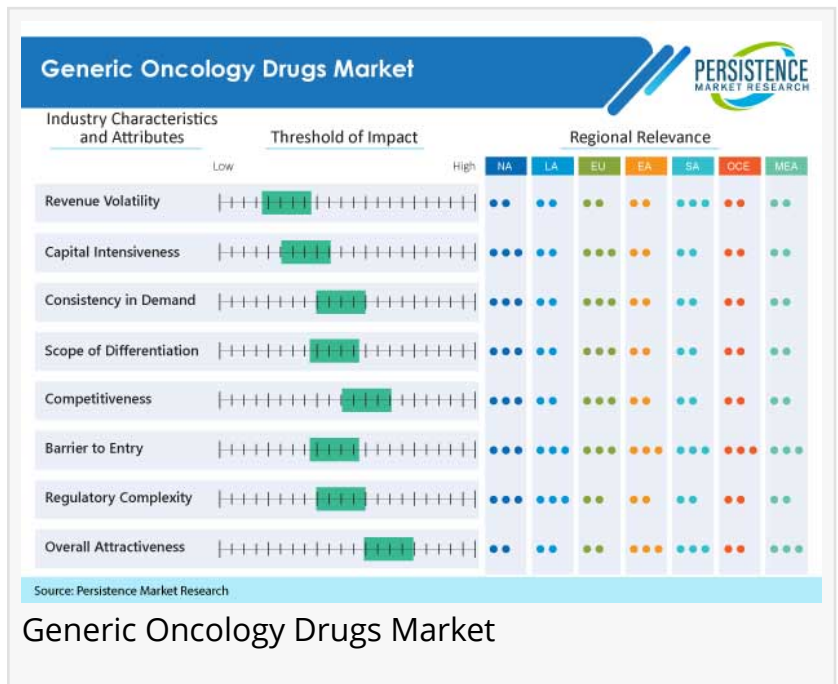 Generic Oncology Drugs Market
PERSISTENCE
MARKET RESEARCH
Industry Characteristics
and Attributes
Threshold of Impact
Regional Relevance
Low
High
NA
LA
EU
EA
SA
OCE
MEA
Revenue Volatility
Capital Intensiveness
Consistency in Demand
Scope of Differentiation
Competitiveness
Barrier to Entry
Regulatory Complexity
Overall Attractiveness
Source: Persistence Market Research
Generic Oncology Drugs Market